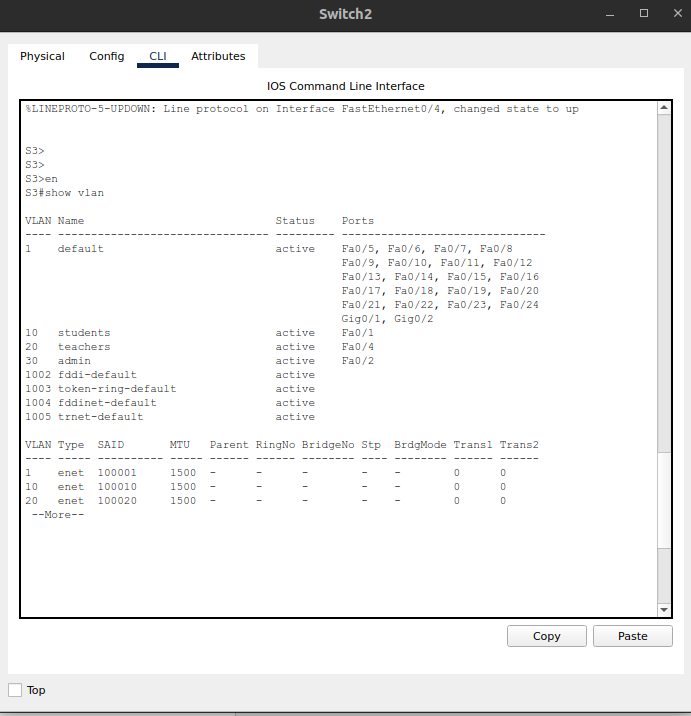 Switch2
Physical Config CLI Attributes
IOS Command Line Interface
%LINEPROTO-5-UPDOWN: Line protocol on Interface FastEthernet0/4, changed state to up
S3>
S3>
S3>en
S3#show vlan
VLAN Name                             Status    Ports
---- -------------------------------- --------- -------------------------------
1    default                          active    Fa0/5, Fa0/6, Fa0/7, Fa0/8
                                                Fa0/9, Fa0/10, Fa0/11, Fa0/12
                                                Fa0/13, Fa0/14, Fa0/15, Fa0/16
                                                Fa0/17, Fa0/18, Fa0/19, Fa0/20
                                                Fa0/21, Fa0/22, Fa0/23, Fa0/24
                                                Gig0/1, Gig0/2
10   students                         active    Fa0/1
20   teachers                         active    Fa0/4
30   admin                            active    Fa0/2
1002 fddi-default                     active
1003 token-ring-default               active
1004 fddinet-default                  active
1005 trnet-default                    active
VLAN Type  SAID       MTU   Parent RingNo BridgeNo Stp  BrdgMode Trans1 Trans2
---- ----- ---------- ----- ------ ------ -------- ---- -------- ------ ------
1    enet  100001     1500  -      -      -        -    -        0      0
10   enet  100010     1500  -      -      -        -    -        0      0
20   enet  100020     1500  -      -      -        -    -        0      0
 --More--
Copy Paste
Top